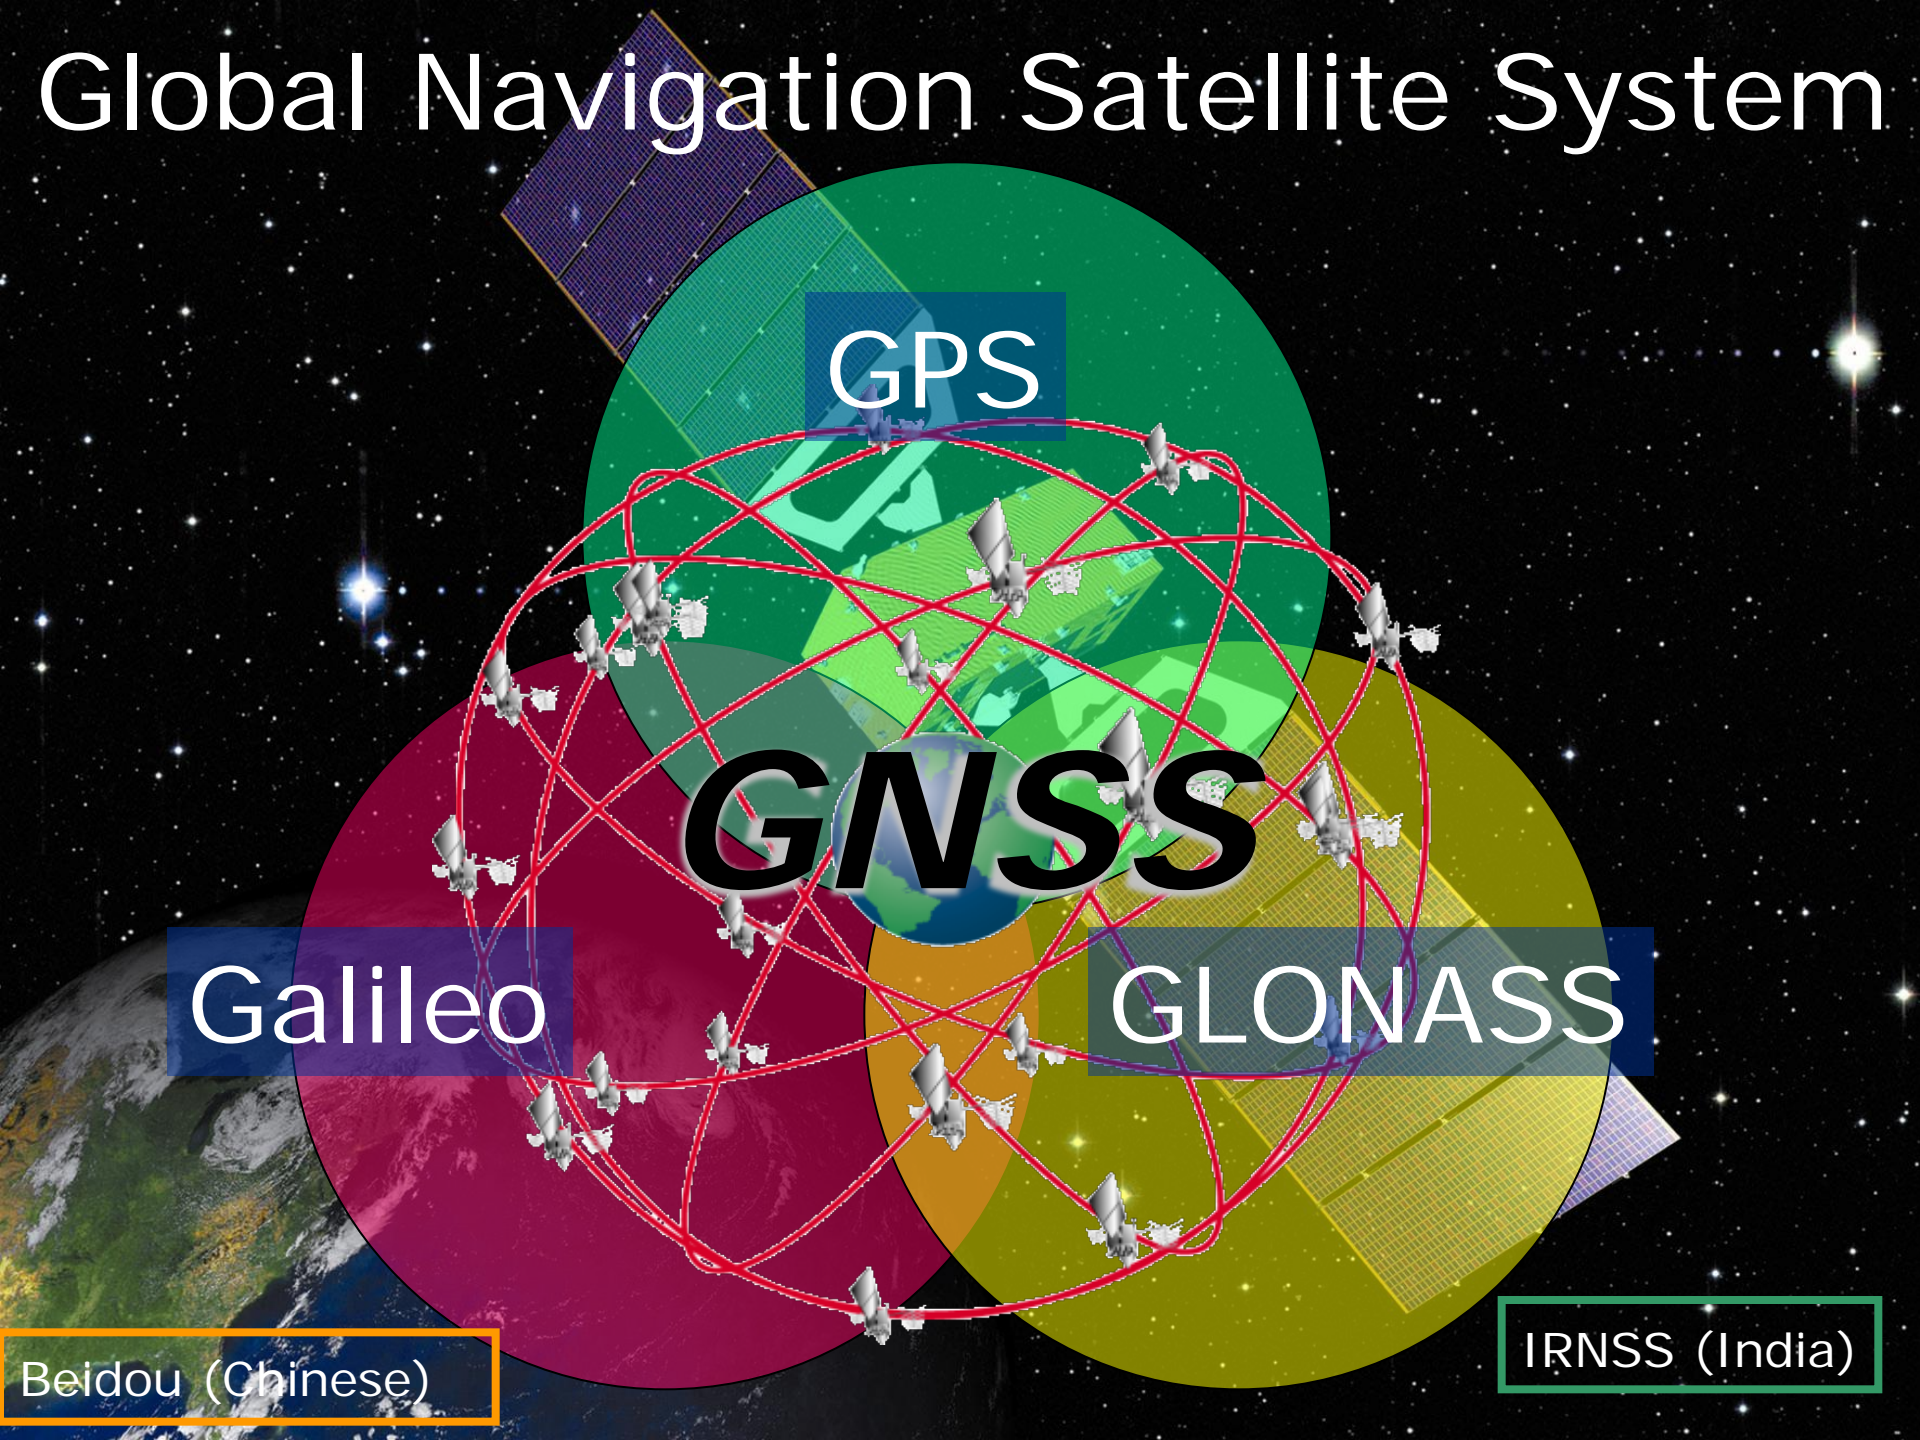 Global Navigation Satellite System
GPS
GNSS
Galileo
GLONASS
Beidou (Chinese)
IRNSS (India)